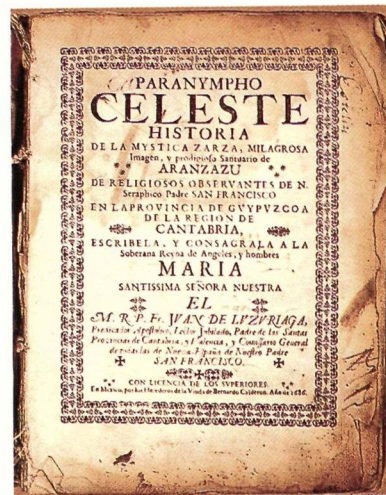 PARANYMPHO
CELESTE
HISTORIA
DE LA MYSTICA ZARZA, MILAGROSA
Imagen, y prodigioso Santuario de
ARANZAZU
DE RELIGIOSOS OBSERVANTES DE N.
Seraphico Padre SAN FRANCISCO
EN LA PROVINCIA DE GVYPVZCOA
DE LA REGION DE
CANTABRIA,
ESCRIBELA, Y CONSAGRALA A LA
Soberana Reyna de Angeles, y hombres
MARIA
SANTISSIMA SEÑORA NUESTRA
EL
M. R. P. Fr. JVAN DE LVZVRIAGA,
Predicador Apostolico, Lector Jubilado, Padre de las Santas
Provincias de Cantabria, y Valencia, y Comissario General
de todas las de Nueva-España de Nuestro Padre
SAN FRANCISCO.
CON LICENCIA DE LOS SVPERIORES
En Mexico, por los Herederos de la Viuda de Bernardo Calderon. Año de 1686.